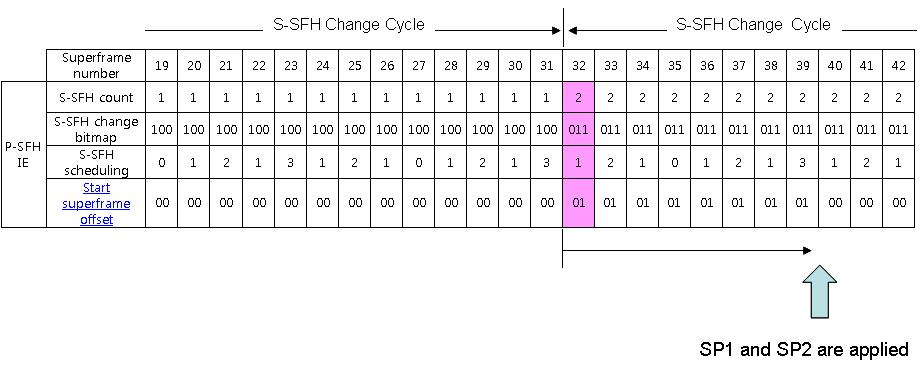 S-SFH Change Cycle S-SFH Change Cycle
Superframe number 19 20 21 22 23 24 25 26 27 28 29 30 31 32 33 34 35 36 37 38 39 40 41 42
P-SFH IE
S-SFH count 1 1 1 1 1 1 1 1 1 1 1 1 1 2 2 2 2 2 2 2 2 2 2 2
S-SFH change bitmap 100 100 100 100 100 100 100 100 100 100 100 100 100 011 011 011 011 011 011 011 011 011 011 011
S-SFH scheduling 0 1 2 1 3 1 2 1 0 1 2 1 3 1 2 1 0 1 2 1 3 1 2 1
Start superframe offset 00 00 00 00 00 00 00 00 00 00 00 00 00 01 01 01 01 01 01 01 01 00 00 00
SP1 and SP2 are applied